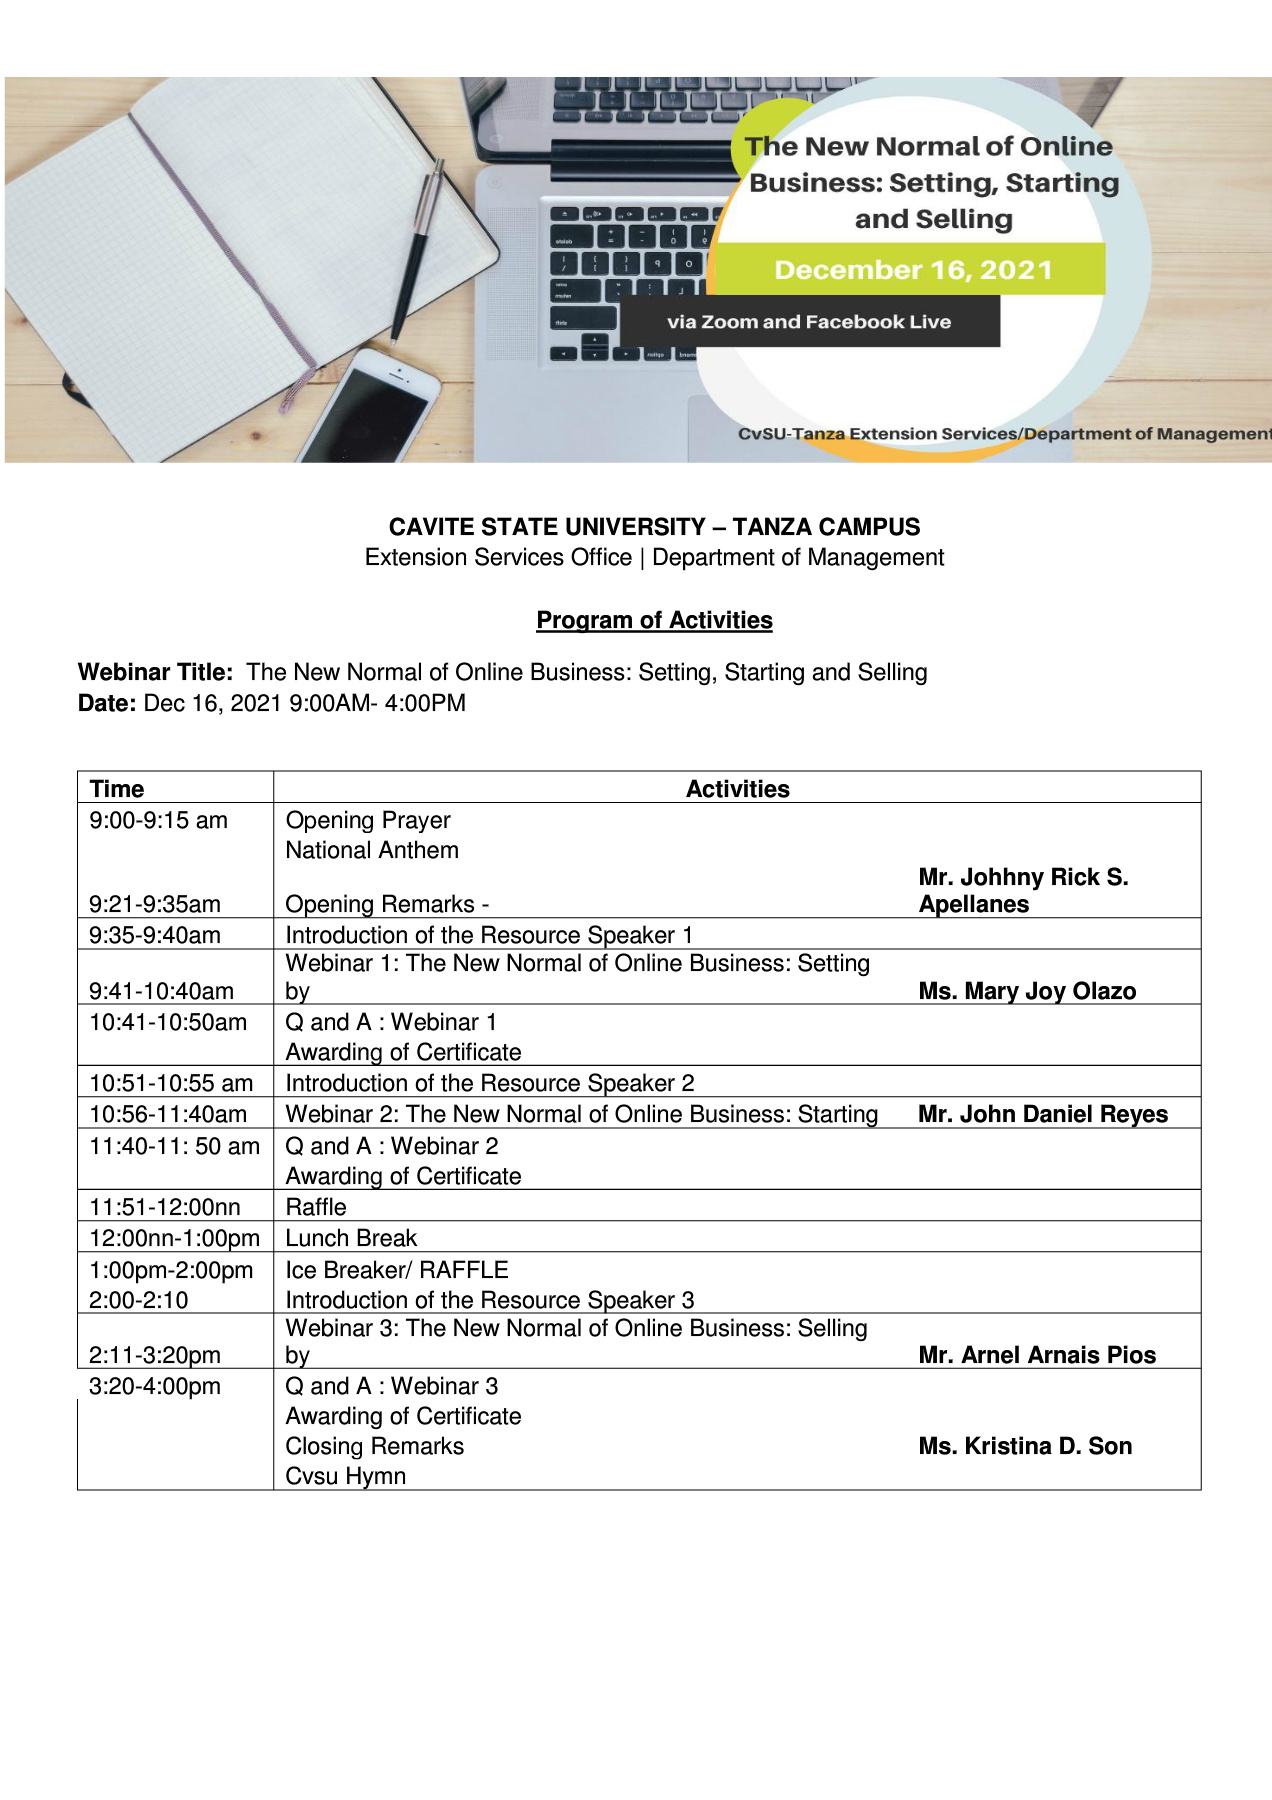 The New Normal of Online
Business: Setting, Starting
and Selling
December 16, 2021
via Zoom and Facebook Live
CvSU-Tanza Extension Services/Department of Management
CAVITE STATE UNIVERSITY – TANZA CAMPUS
Extension Services Office | Department of Management
Program of Activities
Webinar Title: The New Normal of Online Business: Setting, Starting and Selling
Date: Dec 16, 2021 9:00AM- 4:00PM
Time Activities
9:00-9:15 am Opening Prayer
National Anthem
Mr. Johhny Rick S.
9:21-9:35am Opening Remarks - Apellanes
9:35-9:40am Introduction of the Resource Speaker 1
Webinar 1: The New Normal of Online Business: Setting
9:41-10:40am by Ms. Mary Joy Olazo
10:41-10:50am Q and A : Webinar 1
Awarding of Certificate
10:51-10:55 am Introduction of the Resource Speaker 2
10:56-11:40am Webinar 2: The New Normal of Online Business: Starting Mr. John Daniel Reyes
11:40-11: 50 am Q and A : Webinar 2
Awarding of Certificate
11:51-12:00nn Raffle
12:00nn-1:00pm Lunch Break
1:00pm-2:00pm Ice Breaker/ RAFFLE
2:00-2:10 Introduction of the Resource Speaker 3
Webinar 3: The New Normal of Online Business: Selling
2:11-3:20pm by Mr. Arnel Arnais Pios
3:20-4:00pm Q and A : Webinar 3
Awarding of Certificate
Closing Remarks Ms. Kristina D. Son
Cvsu Hymn